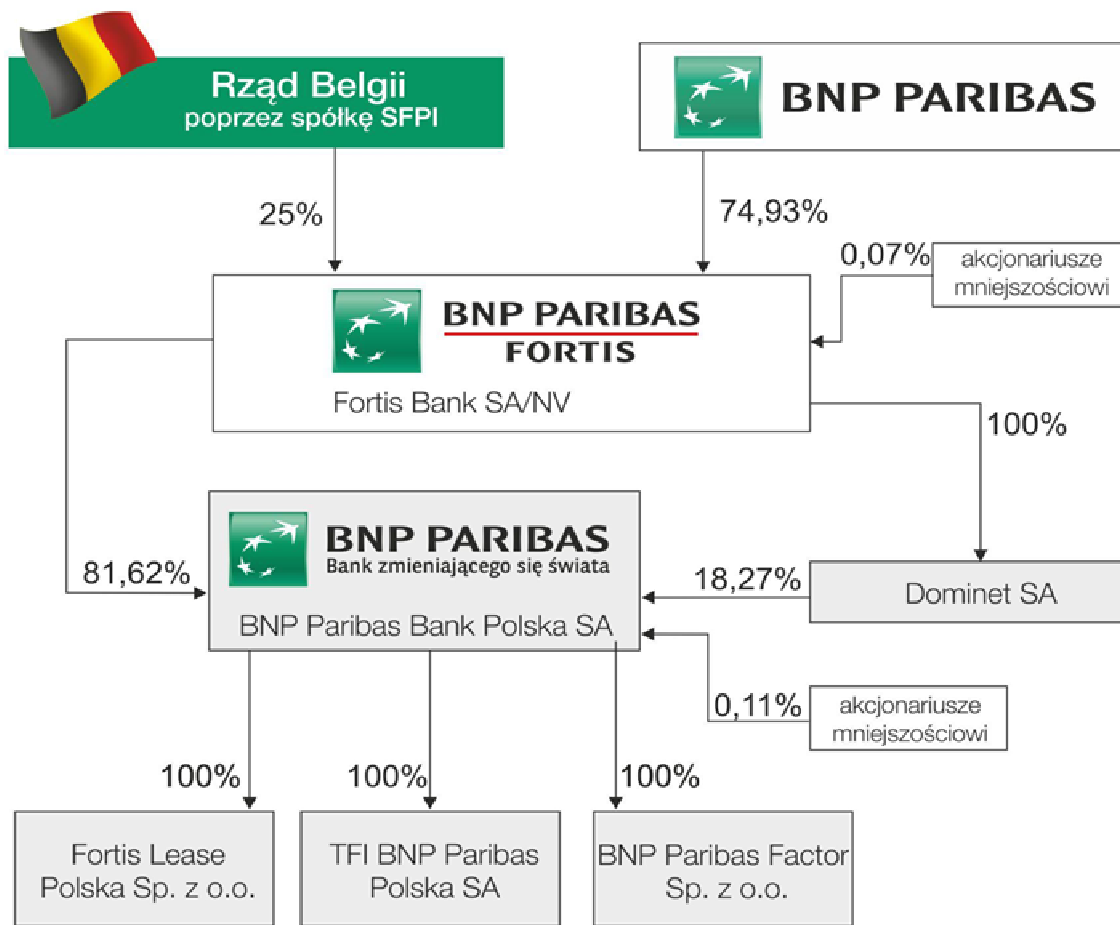 Rząd Belgii
poprzez spółkę SFPI
BNP PARIBAS
25%
74,93%
0,07%
akcjonariusze
mniejszościowi
BNP PARIBAS
FORTIS
Fortis Bank SA/NV
100%
BNP PARIBAS
Bank zmieniającego się świata
BNP Paribas Bank Polska SA
81,62%
18,27%
Dominet SA
0,11%
akcjonariusze
mniejszościowi
100%
100%
100%
Fortis Lease
Polska Sp. z o.o.
TFI BNP Paribas
Polska SA
BNP Paribas Factor
Sp. z o.o.